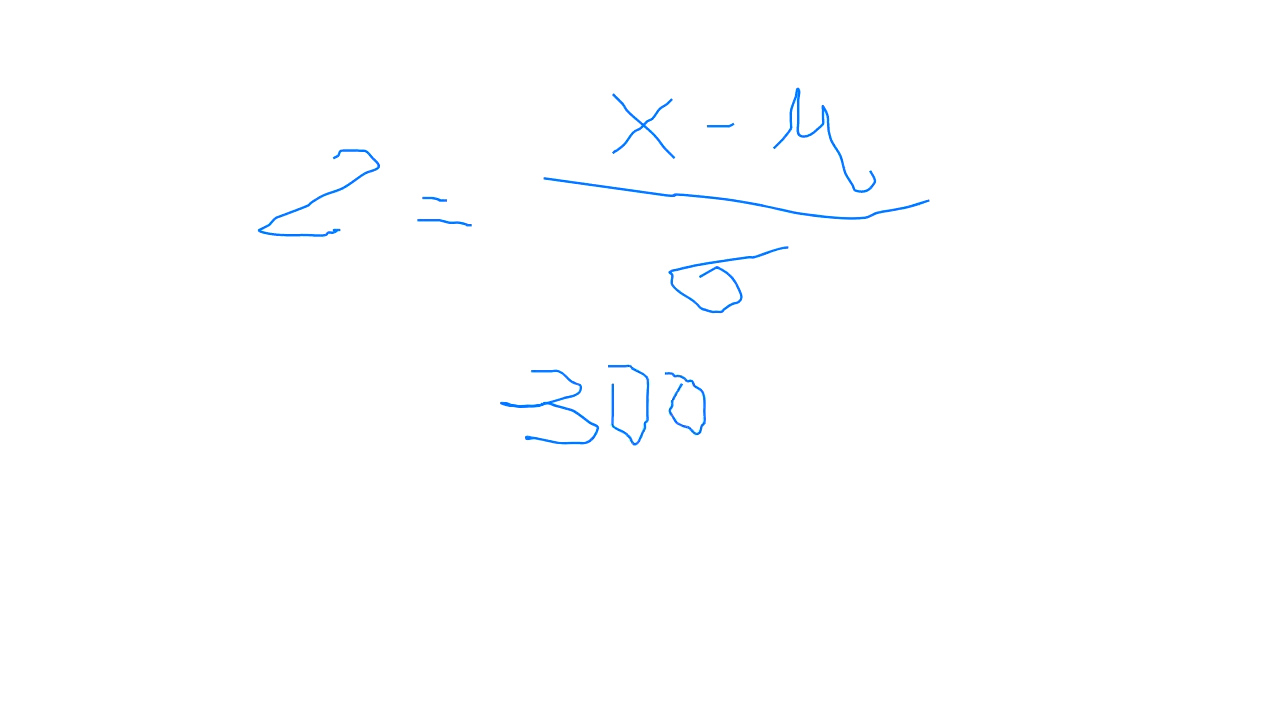 z = x - μ / σ
300